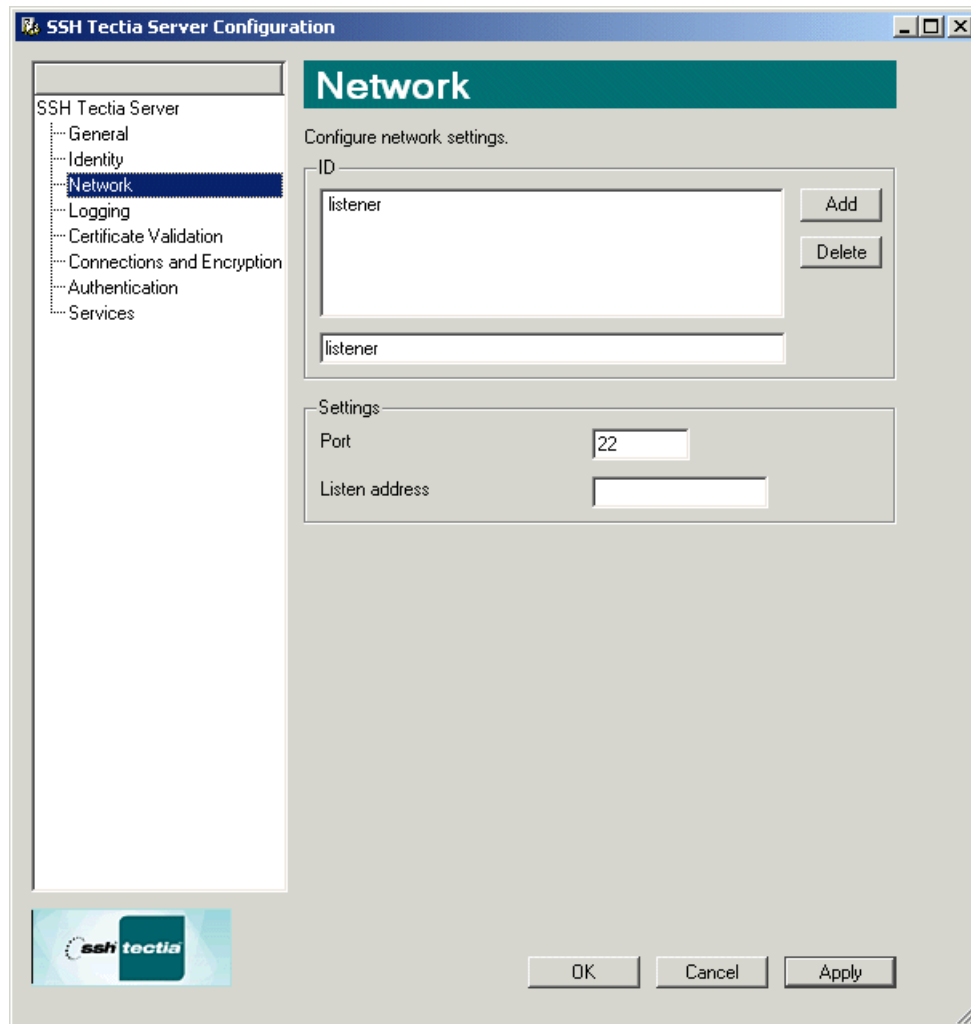 SSH Tectia Server Configuration
Network
SSH Tectia Server
General
Identity
Network
Logging
Certificate Validation
Connections and Encryption
Authentication
Services
Configure network settings.
ID
listener
Add
Delete
listener
Settings
Port
22
Listen address
ssh tectia
OK
Cancel
Apply